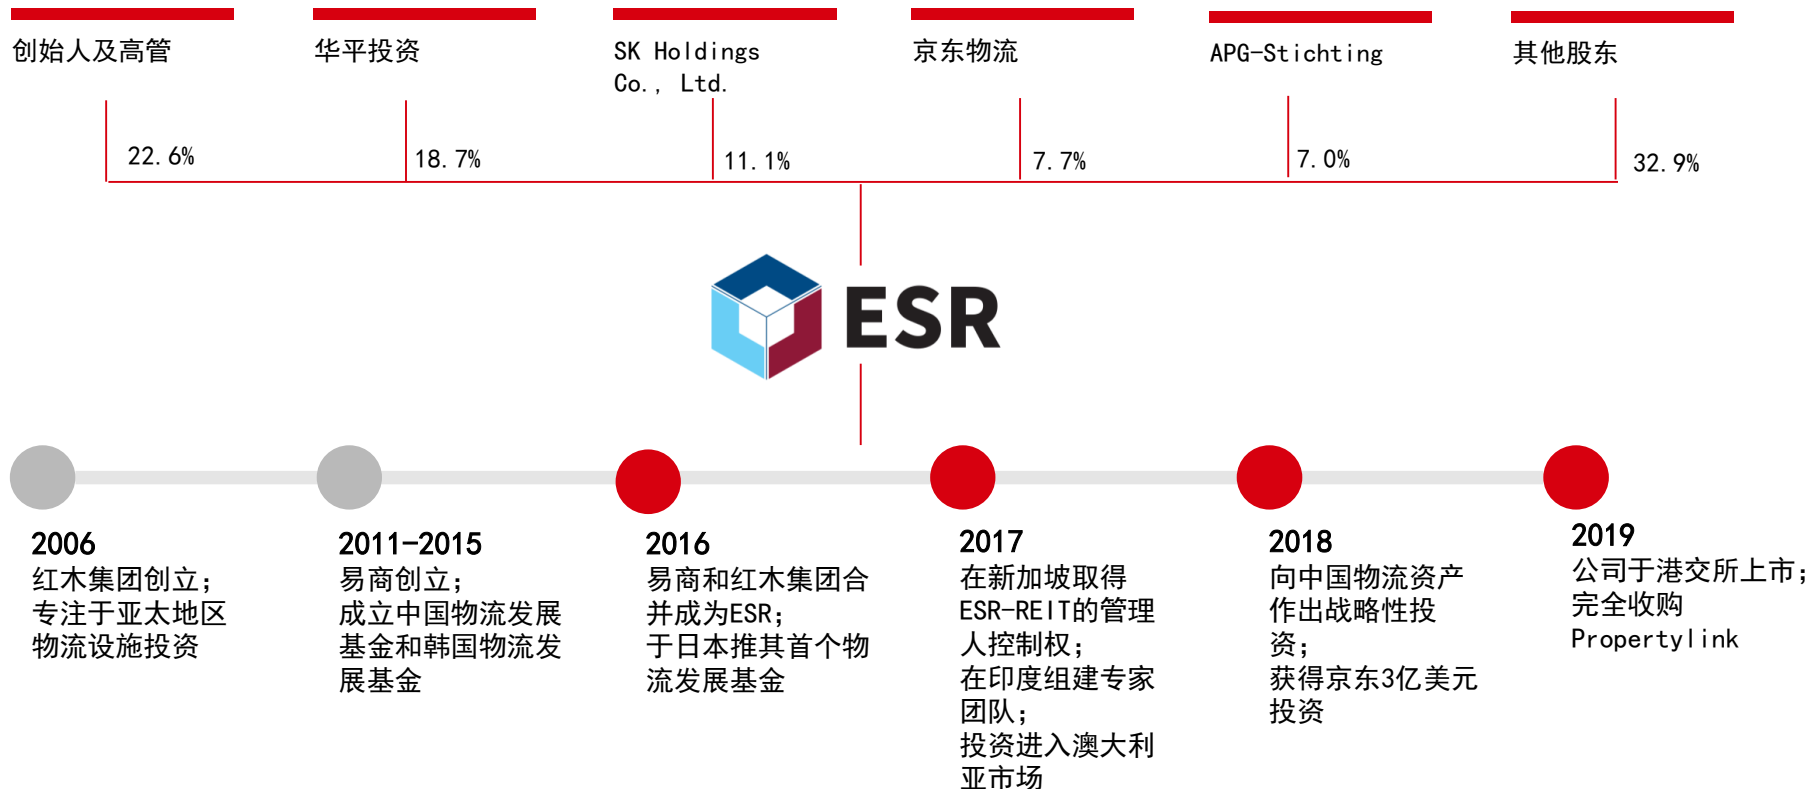 创始人及高管
华平投资
SK Holdings
Co., Ltd.
京东物流
APG-Stichting
其他股东
22.6%
18.7%
11.1%
7.7%
7.0%
32.9%
ESR
2006
红木集团创立；
专注于亚太地区
物流设施投资
2011-2015
易商创立；
成立中国物流发展
基金和韩国物流发
展基金
2016
易商和红木集团合
并成为ESR；
于日本推其首个物
流发展基金
2017
在新加坡取得
ESR-REIT的管理
人控制权；
在印度组建专家
团队；
投资进入澳大利
亚市场
2018
向中国物流资产
作出战略性投
资；
获得京东3亿美元
投资
2019
公司于港交所上市；
完全收购
Propertylink